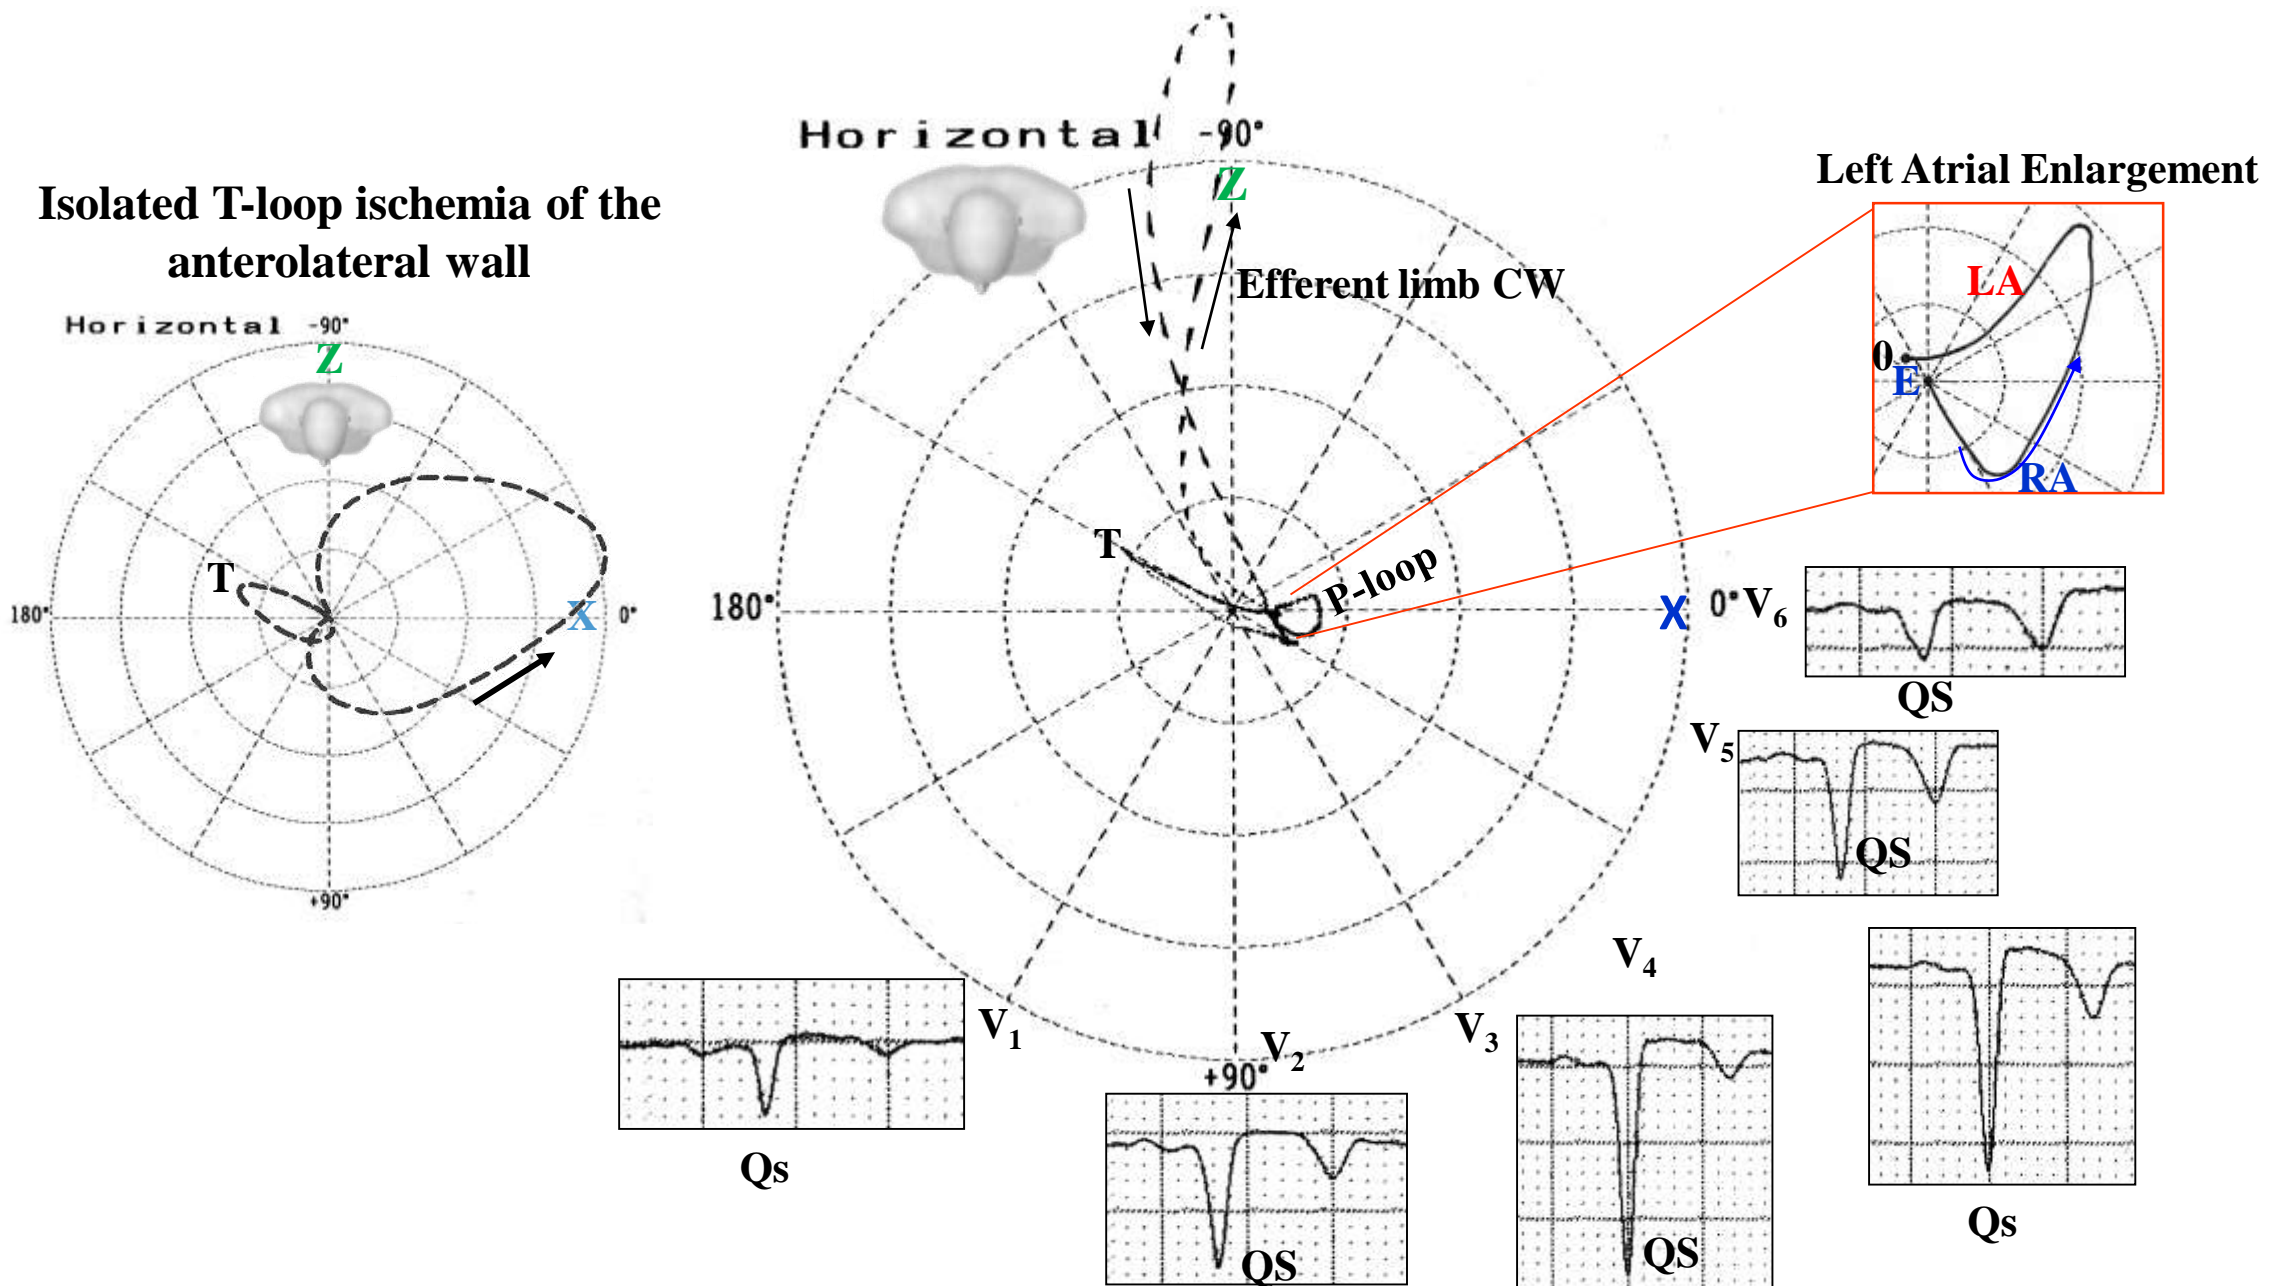 Isolated T-loop ischemia of the
anterolateral wall
Horizontal -90°
Z
T
180°
X
0°
+90°
Horizontal -90°
Z
Efferent limb CW
T
P-loop
180°
X
0°
+90°
Left Atrial Enlargement
LA
0
E
RA
V6
QS
V5
QS
V4
Qs
V3
QS
V2
QS
V1
Qs